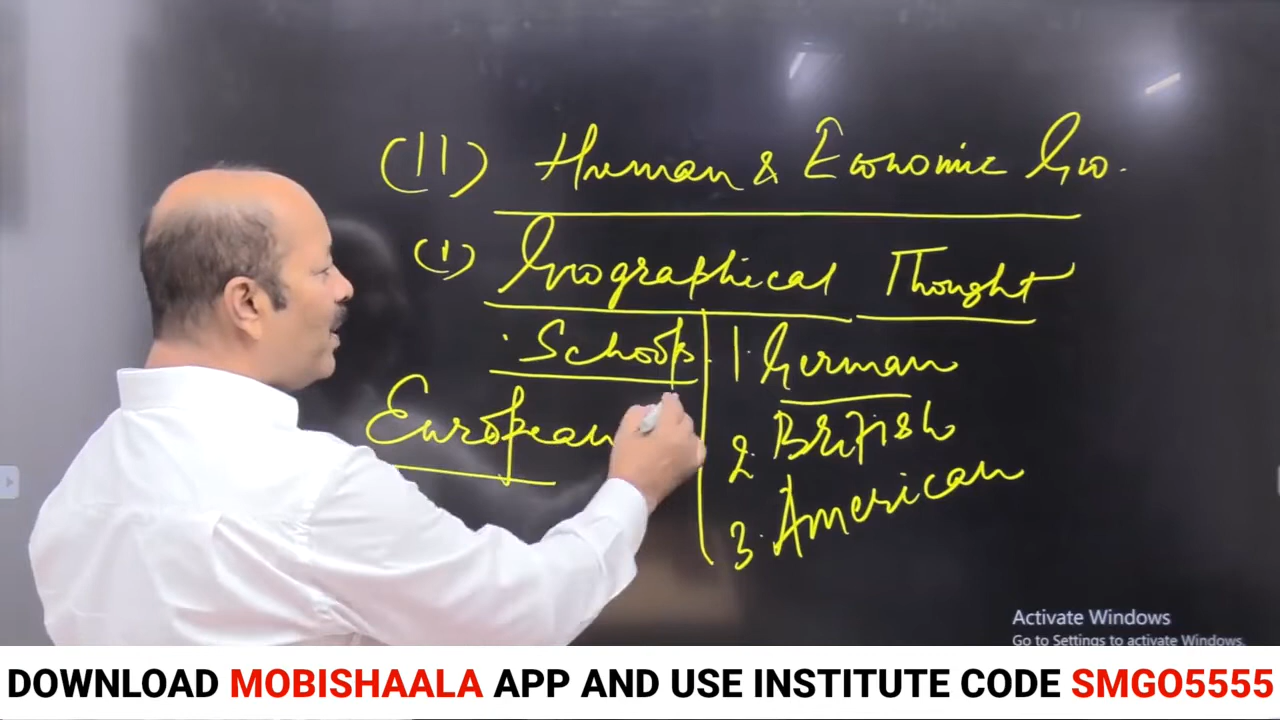 (II) Human & Economic Geo.
(1) Geographical Thought
. Schools
European
1. German
2. British
3. American
Activate Windows
Go to Settings to activate Windows.
DOWNLOAD MOBISHAALA APP AND USE INSTITUTE CODE SMGO5555